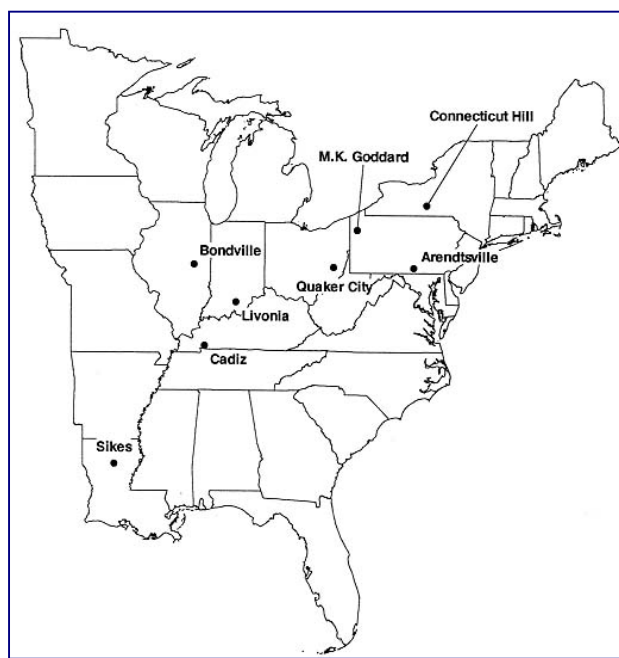 Connecticut Hill
M.K. Goddard
Bondville
Arendtsville
Quaker City
Livonia
Cadiz
Sikes